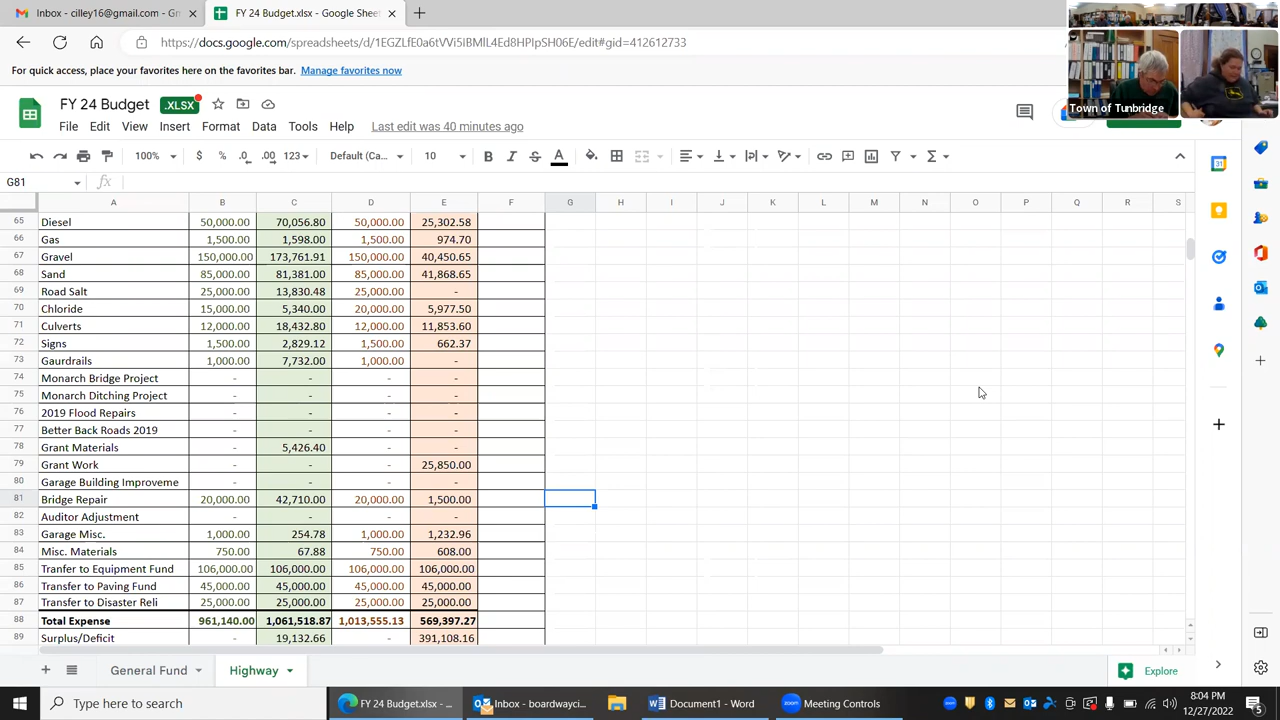 Inbox - cilley16@gmail.com - Gm
FY 24 Budget.xlsx - Google Sheet
https://docs.google.com/spreadsheets/d/1EGZLfE0a6tVVi5IBMIL4Ed8HPlpSH06E/edit#gid=412612733
For quick access, place your favorites here on the favorites bar. Manage favorites now
Town of Tunbridge
FY 24 Budget .XLSX
File Edit View Insert Format Data Tools Help Last edit was 40 minutes ago
100% $ % .0 .00 123 Default (Ca... 10 B I S A
G81 fx
A B C D E F G H I J K L M N O P Q R S
65 Diesel 50,000.00 70,056.80 50,000.00 25,302.58
66 Gas 1,500.00 1,598.00 1,500.00 974.70
67 Gravel 150,000.00 173,761.91 150,000.00 40,450.65
68 Sand 85,000.00 81,381.00 85,000.00 41,868.65
69 Road Salt 25,000.00 13,830.48 25,000.00 -
70 Chloride 15,000.00 5,340.00 20,000.00 5,977.50
71 Culverts 12,000.00 18,432.80 12,000.00 11,853.60
72 Signs 1,500.00 2,829.12 1,500.00 662.37
73 Gaurdrails 1,000.00 7,732.00 1,000.00 -
74 Monarch Bridge Project - - - -
75 Monarch Ditching Project - - - -
76 2019 Flood Repairs - - - -
77 Better Back Roads 2019 - - - -
78 Grant Materials - 5,426.40 - -
79 Grant Work - - - 25,850.00
80 Garage Building Improveme - - - -
81 Bridge Repair 20,000.00 42,710.00 20,000.00 1,500.00
82 Auditor Adjustment - - - -
83 Garage Misc. 1,000.00 254.78 1,000.00 1,232.96
84 Misc. Materials 750.00 67.88 750.00 608.00
85 Tranfer to Equipment Fund 106,000.00 106,000.00 106,000.00 106,000.00
86 Transfer to Paving Fund 45,000.00 45,000.00 45,000.00 45,000.00
87 Transfer to Disaster Reli 25,000.00 25,000.00 25,000.00 25,000.00
88 Total Expense 961,140.00 1,061,518.87 1,013,555.13 569,397.27
89 Surplus/Deficit - 19,132.66 - 391,108.16
General Fund Highway Explore
Type here to search
FY 24 Budget.xlsx - ...
Inbox - boardwayci...
Document1 - Word
Meeting Controls
8:04 PM
12/27/2022
5
31